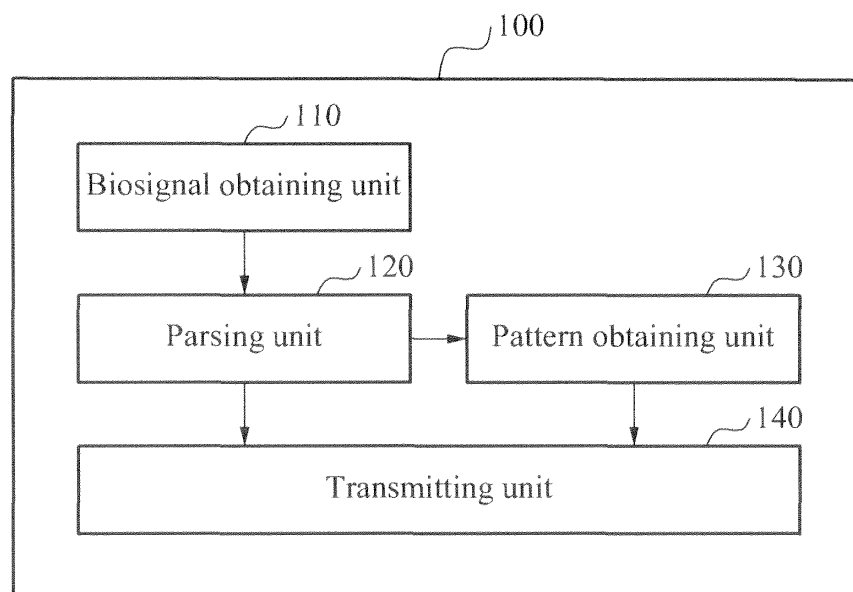 100
110
Biosignal obtaining unit
120
130
Parsing unit
Pattern obtaining unit
140
Transmitting unit